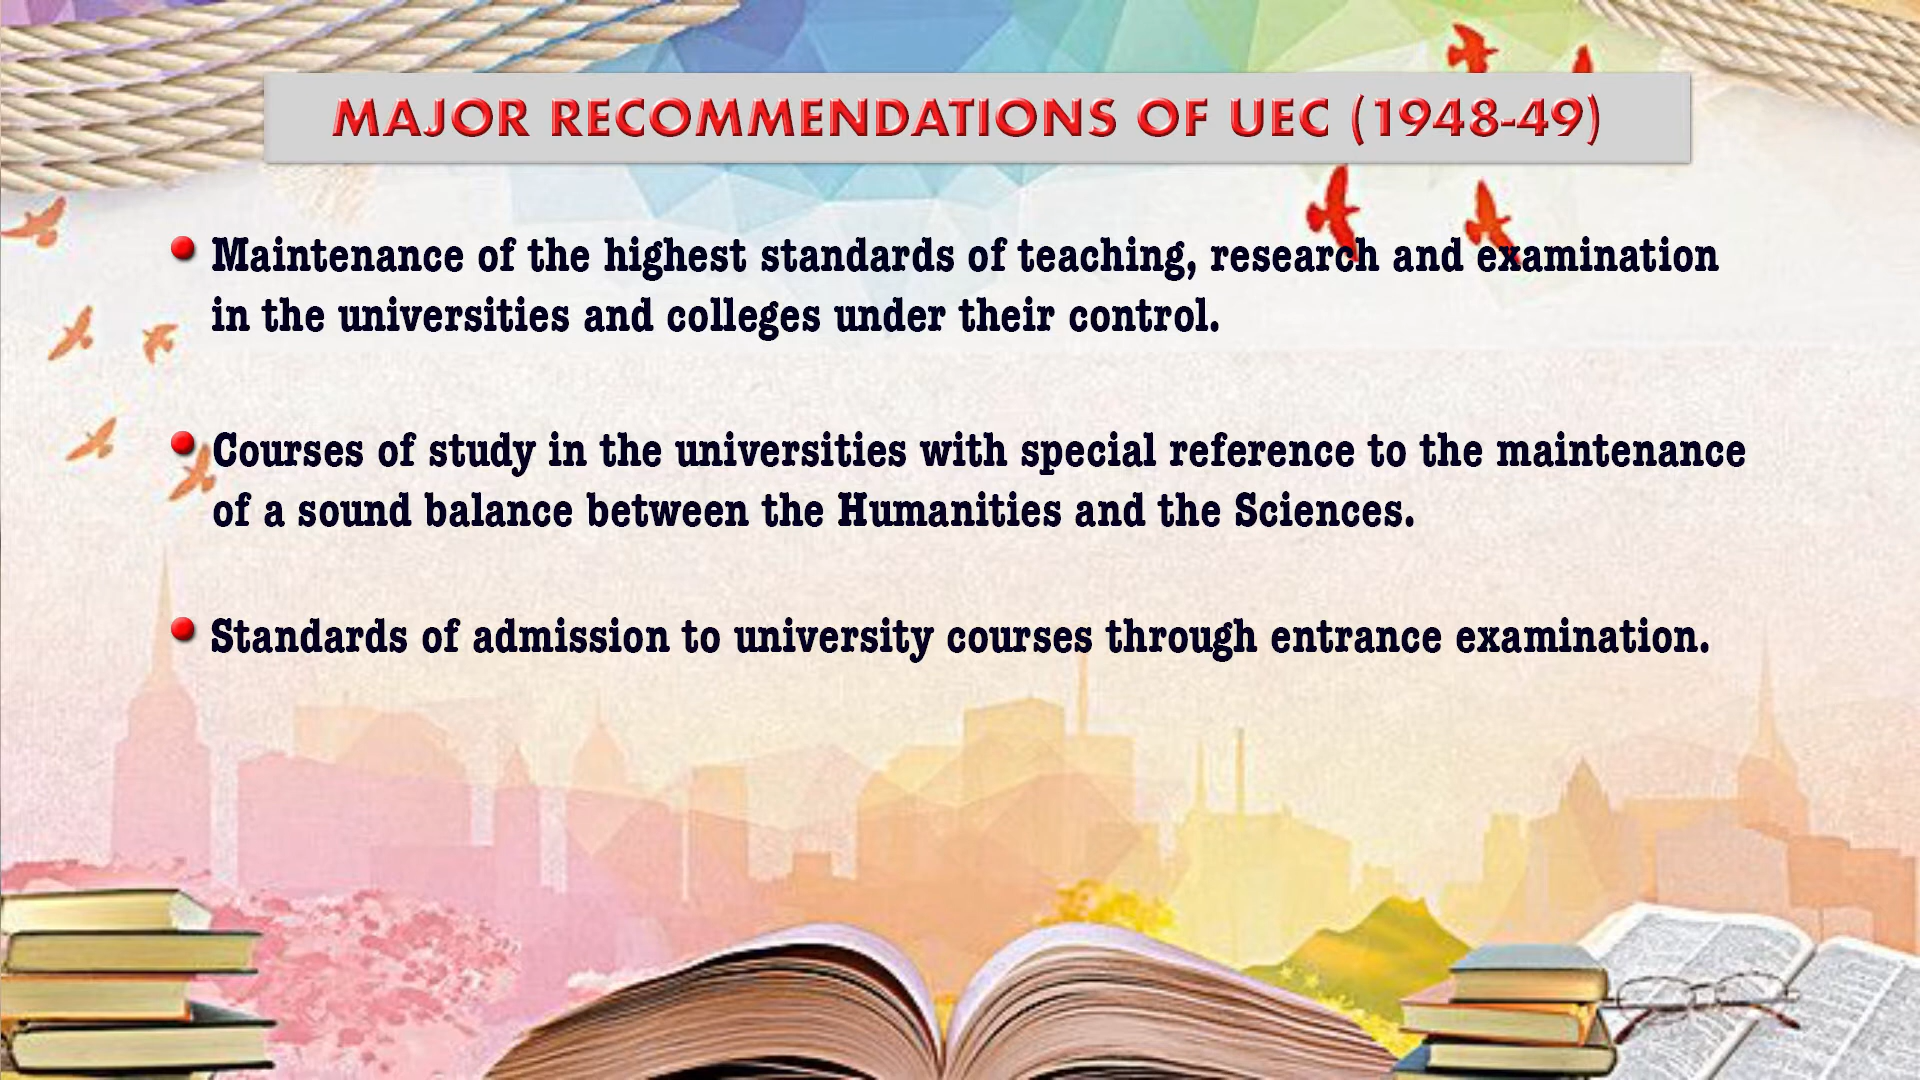 MAJOR RECOMMENDATIONS OF UEC (1948-49)
Maintenance of the highest standards of teaching, research and examination
in the universities and colleges under their control.
Courses of study in the universities with special reference to the maintenance
of a sound balance between the Humanities and the Sciences.
Standards of admission to university courses through entrance examination.